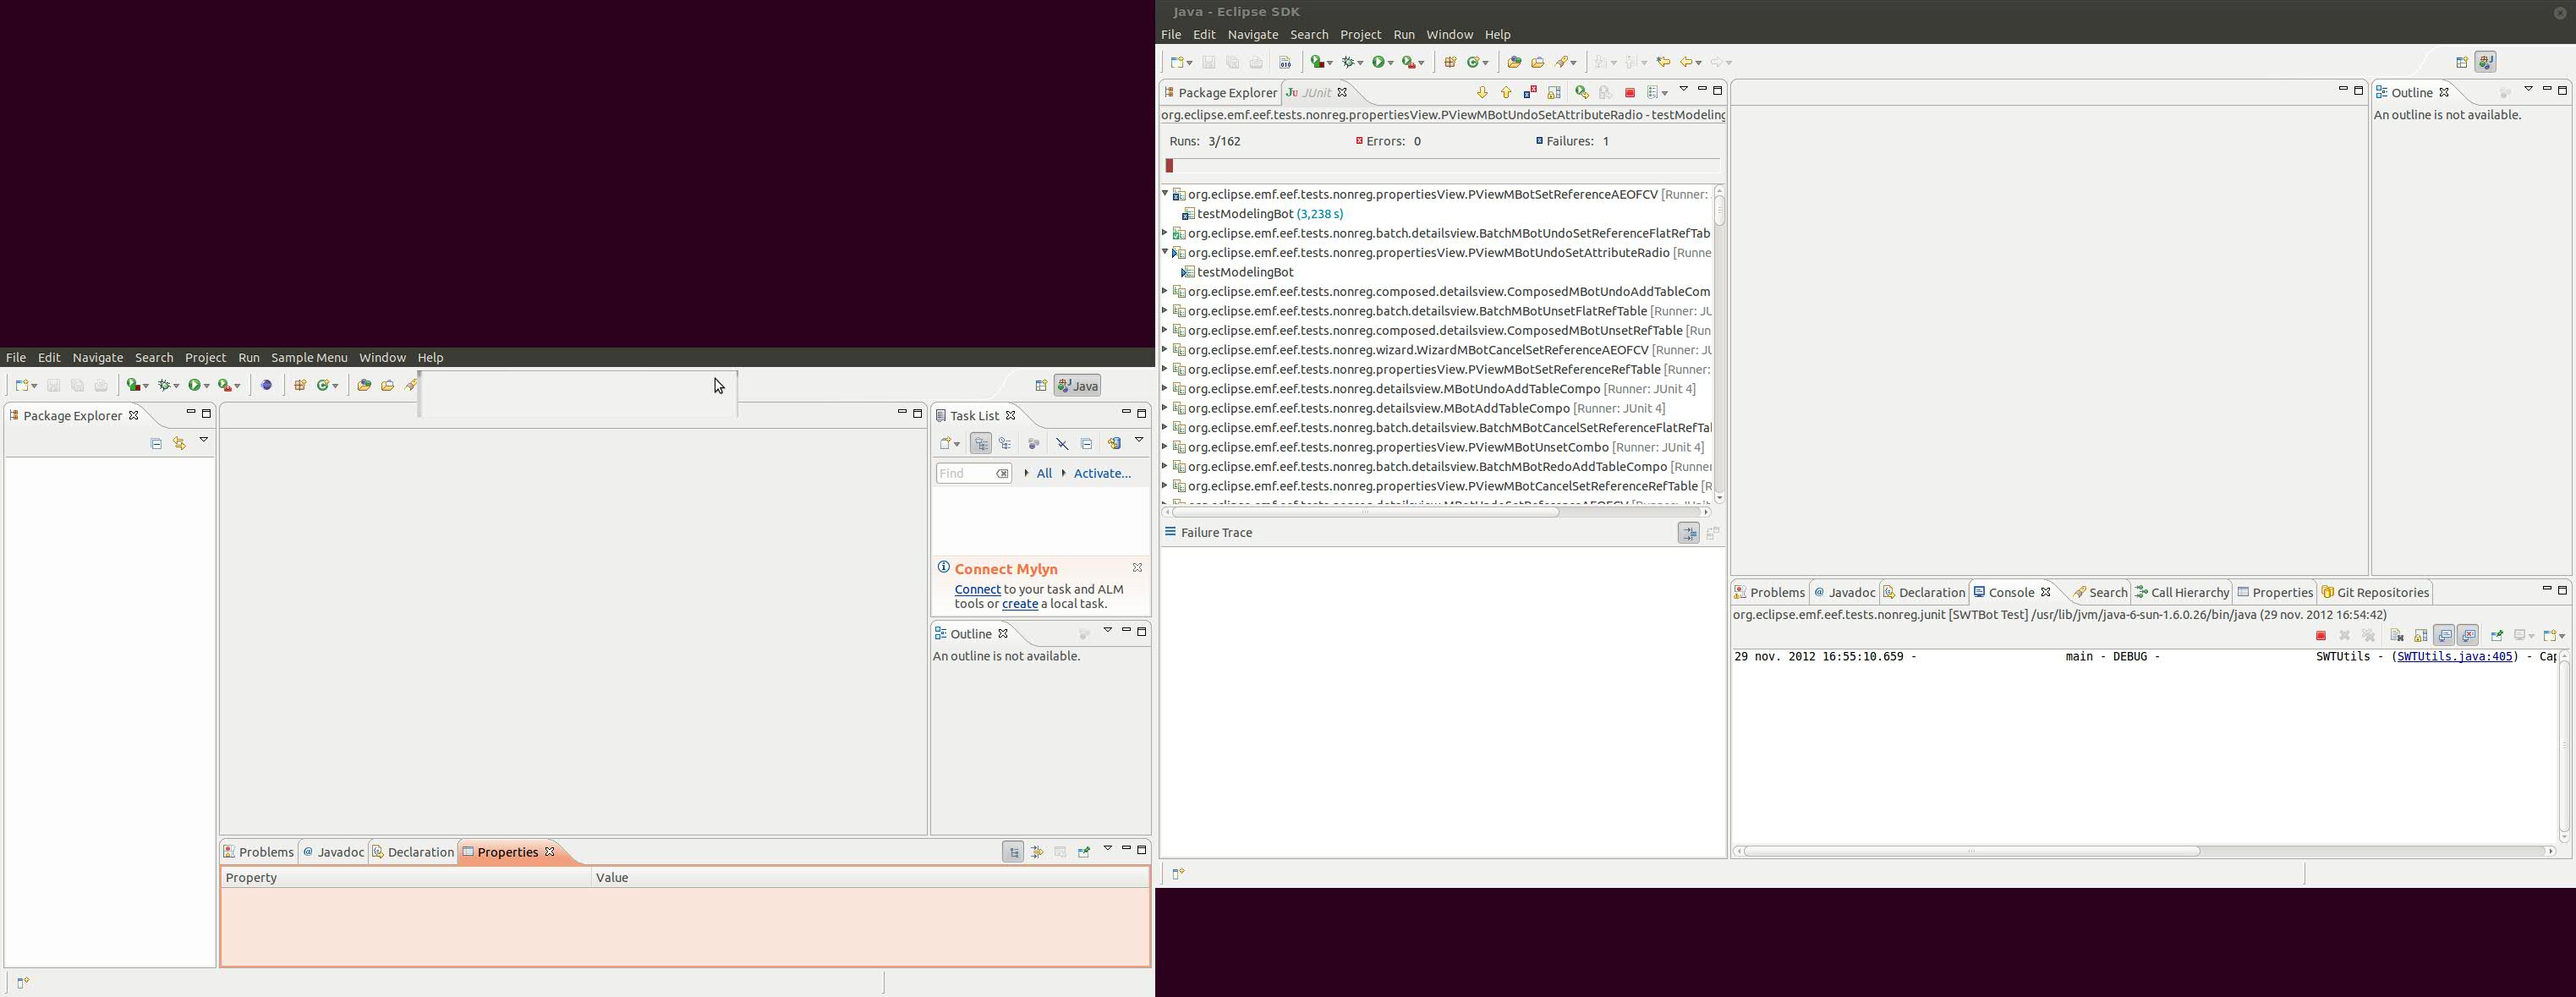 File Edit Navigate Search Project Run Sample Menu Window Help
Java
Package Explorer
Task List
Find
All
Activate...
Connect Mylyn
Connect to your task and ALM
tools or create a local task.
Outline
An outline is not available.
Problems @ Javadoc Declaration Properties
Property Value
Java - Eclipse SDK
File Edit Navigate Search Project Run Window Help
Package Explorer JUnit
org.eclipse.emf.eef.tests.nonreg.propertiesView.PViewMBotUndoSetAttributeRadio - testModeling
Runs: 3/162 Errors: 0 Failures: 1
org.eclipse.emf.eef.tests.nonreg.propertiesView.PViewMBotSetReferenceAEOFCV [Runner:
testModelingBot (3,238 s)
org.eclipse.emf.eef.tests.nonreg.batch.detailsview.BatchMBotUndoSetReferenceFlatRefTab
org.eclipse.emf.eef.tests.nonreg.propertiesView.PViewMBotUndoSetAttributeRadio [Runne
testModelingBot
org.eclipse.emf.eef.tests.nonreg.composed.detailsview.ComposedMBotUndoAddTableCom
org.eclipse.emf.eef.tests.nonreg.batch.detailsview.BatchMBotUnsetFlatRefTable [Runner: JU
org.eclipse.emf.eef.tests.nonreg.composed.detailsview.ComposedMBotUnsetRefTable [Run
org.eclipse.emf.eef.tests.nonreg.wizard.WizardMBotCancelSetReferenceAEOFCV [Runner: JU
org.eclipse.emf.eef.tests.nonreg.propertiesView.PViewMBotSetReferenceRefTable [Runner:
org.eclipse.emf.eef.tests.nonreg.detailsview.MBotUndoAddTableCompo [Runner: JUnit 4]
org.eclipse.emf.eef.tests.nonreg.detailsview.MBotAddTableCompo [Runner: JUnit 4]
org.eclipse.emf.eef.tests.nonreg.batch.detailsview.BatchMBotCancelSetReferenceFlatRefTal
org.eclipse.emf.eef.tests.nonreg.propertiesView.PViewMBotUnsetCombo [Runner: JUnit 4]
org.eclipse.emf.eef.tests.nonreg.batch.detailsview.BatchMBotRedoAddTableCompo [Runner
org.eclipse.emf.eef.tests.nonreg.propertiesView.PViewMBotCancelSetReferenceRefTable [R
Failure Trace
Outline
An outline is not available.
Problems @ Javadoc Declaration Console Search Call Hierarchy Properties Git Repositories
org.eclipse.emf.eef.tests.nonreg.junit [SWTBot Test] /usr/lib/jvm/java-6-sun-1.6.0.26/bin/java (29 nov. 2012 16:54:42)
29 nov. 2012 16:55:10.659 - main - DEBUG - SWTUtils - (SWTUtils.java:405) - Cap